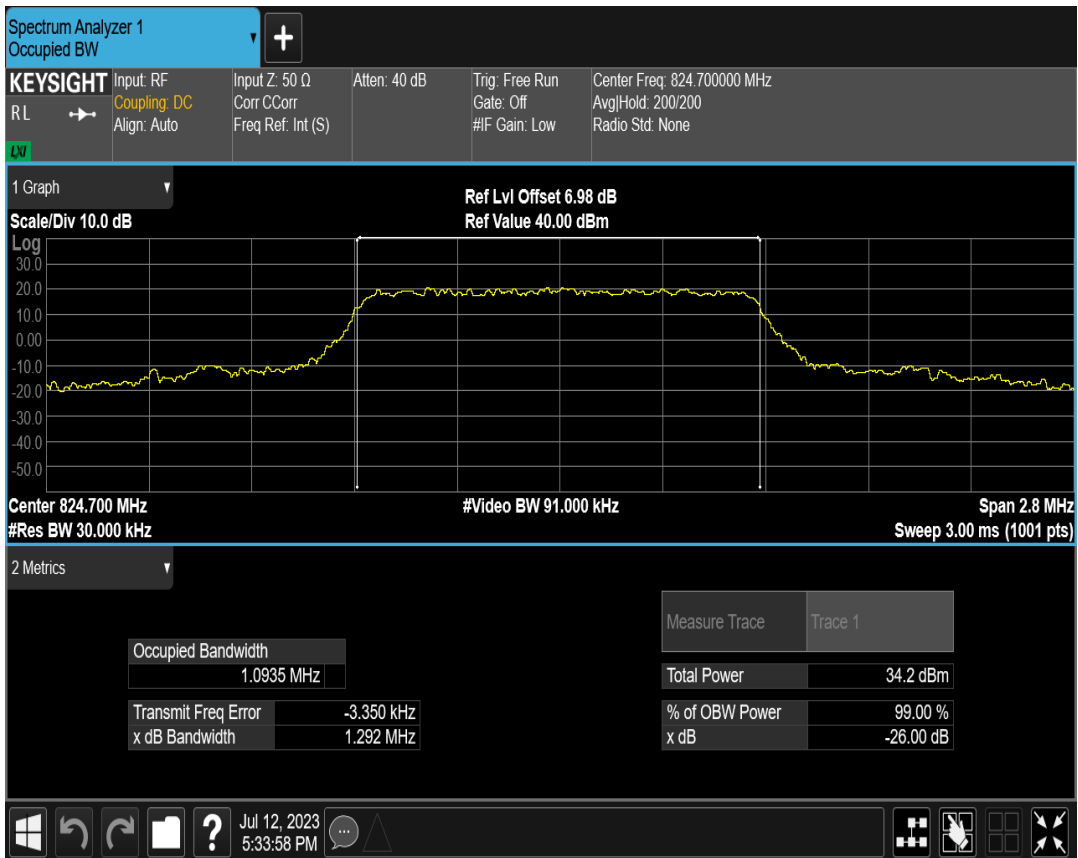 Spectrum Analyzer 1
Occupied BW
+
KEYSIGHT
RL
LXI
Input: RF
Coupling: DC
Align: Auto
Input Z: 50 Ω
Corr CCorr
Freq Ref: Int (S)
Atten: 40 dB
Trig: Free Run
Gate: Off
#IF Gain: Low
Center Freq: 824.700000 MHz
Avg|Hold: 200/200
Radio Std: None
1 Graph
Scale/Div 10.0 dB
Ref Lvl Offset 6.98 dB
Ref Value 40.00 dBm
Log
30.0
20.0
10.0
0.00
-10.0
-20.0
-30.0
-40.0
-50.0
Center 824.700 MHz
#Res BW 30.000 kHz
#Video BW 91.000 kHz
Span 2.8 MHz
Sweep 3.00 ms (1001 pts)
2 Metrics
Occupied Bandwidth
1.0935 MHz
Transmit Freq Error -3.350 kHz
x dB Bandwidth 1.292 MHz
Measure Trace Trace 1
Total Power 34.2 dBm
% of OBW Power 99.00 %
x dB -26.00 dB
?
Jul 12, 2023
5:33:58 PM